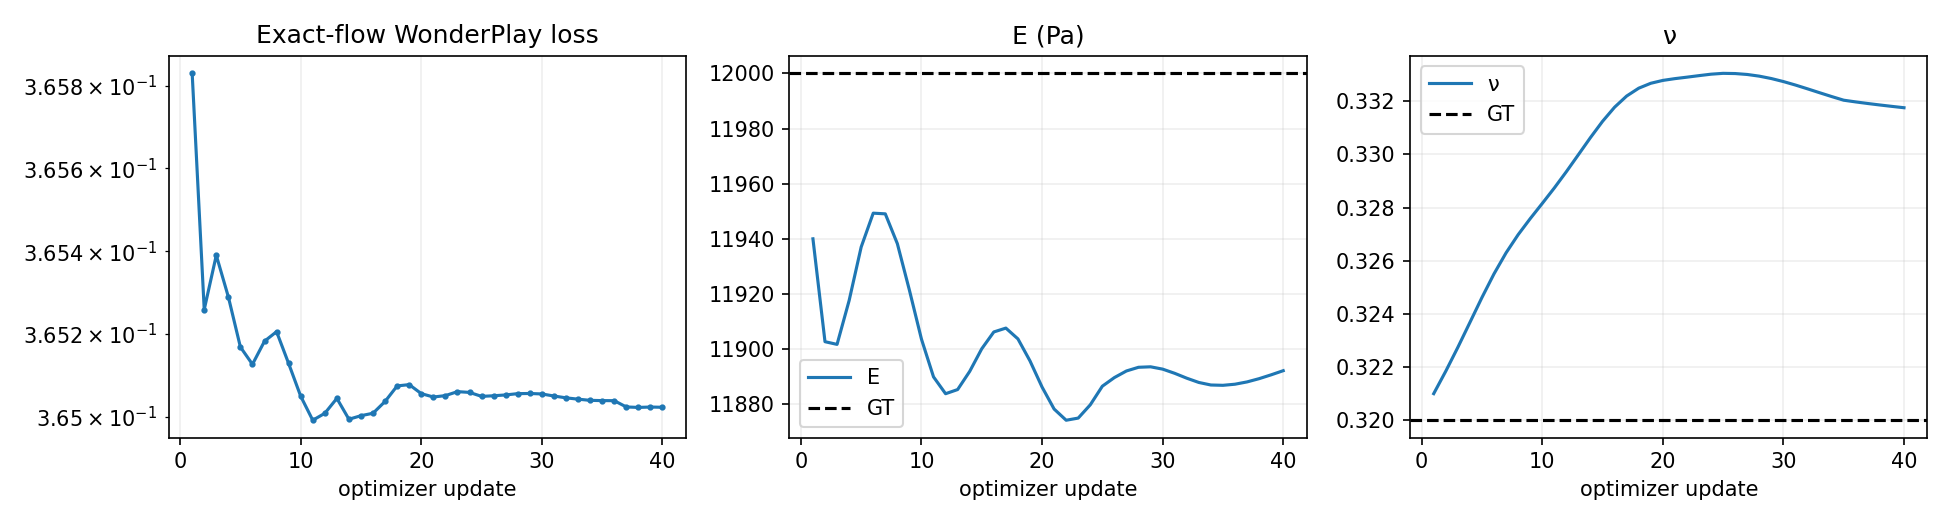 Exact-flow WonderPlay loss
3.658 × 10⁻¹
3.656 × 10⁻¹
3.654 × 10⁻¹
3.652 × 10⁻¹
3.65 × 10⁻¹
0 10 20 30 40
optimizer update
E (Pa)
12000
11980
11960
11940
11920
11900
11880
E
GT
0 10 20 30 40
optimizer update
ν
0.332
0.330
0.328
0.326
0.324
0.322
0.320
ν
GT
0 10 20 30 40
optimizer update